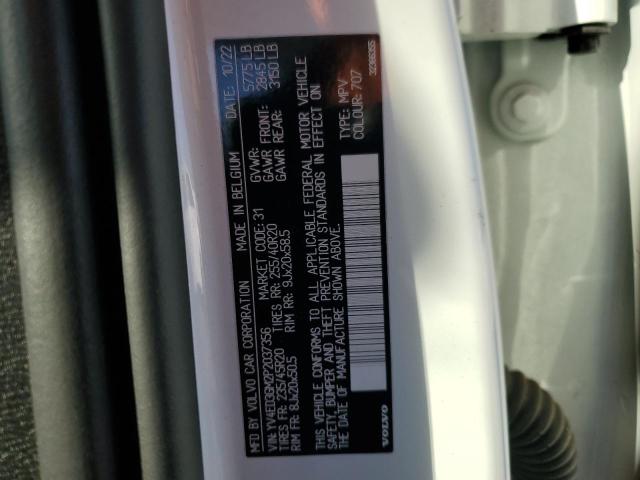 MFD BY VOLVO CAR CORPORATION MADE IN BELGIUM DATE: 10/22
GVWR: 5775 LB
GAWR FRONT: 2845 LB
GAWR REAR: 3150 LB
MARKET CODE: 31
TIRES FR: 235/45R20 TIRES RR: 255/40R20
RIM FR: 8Jx20x50.5 RIM RR: 9Jx20x58.5
THIS VEHICLE CONFORMS TO ALL APPLICABLE FEDERAL MOTOR VEHICLE
SAFETY, BUMPER AND THEFT PREVENTION STANDARDS IN EFFECT ON
THE DATE OF MANUFACTURE SHOWN ABOVE.
TYPE: MPV
COLOUR: 707
VOLVO